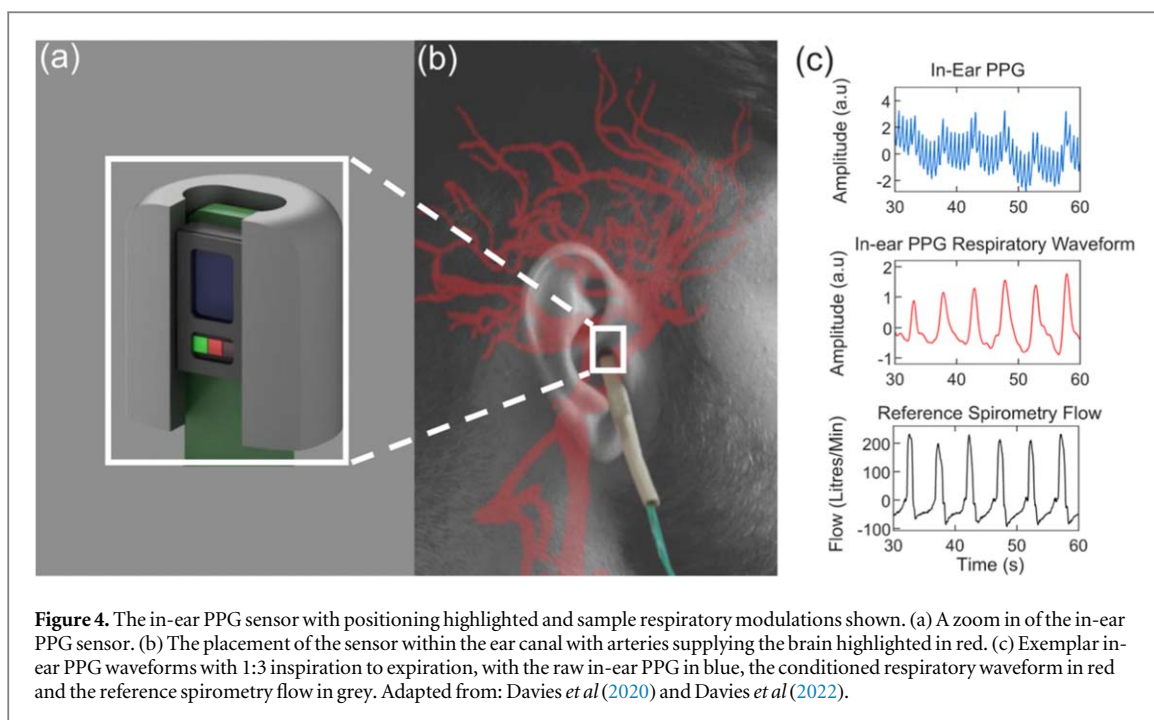 (a)
(b)
(c)
In-Ear PPG
Amplitude (a.u)
4
2
0
-2
30 40 50 60
In-ear PPG Respiratory Waveform
Amplitude (a.u)
2
1
0
-1
30 40 50 60
Reference Spirometry Flow
Flow (Litres/Min)
200
100
0
-100
30 40 50 60
Time (s)
Figure 4. The in-ear PPG sensor with positioning highlighted and sample respiratory modulations shown. (a) A zoom in of the in-ear
PPG sensor. (b) The placement of the sensor within the ear canal with arteries supplying the brain highlighted in red. (c) Exemplar in-
ear PPG waveforms with 1:3 inspiration to expiration, with the raw in-ear PPG in blue, the conditioned respiratory waveform in red
and the reference spirometry flow in grey. Adapted from: Davies et al (2020) and Davies et al (2022).